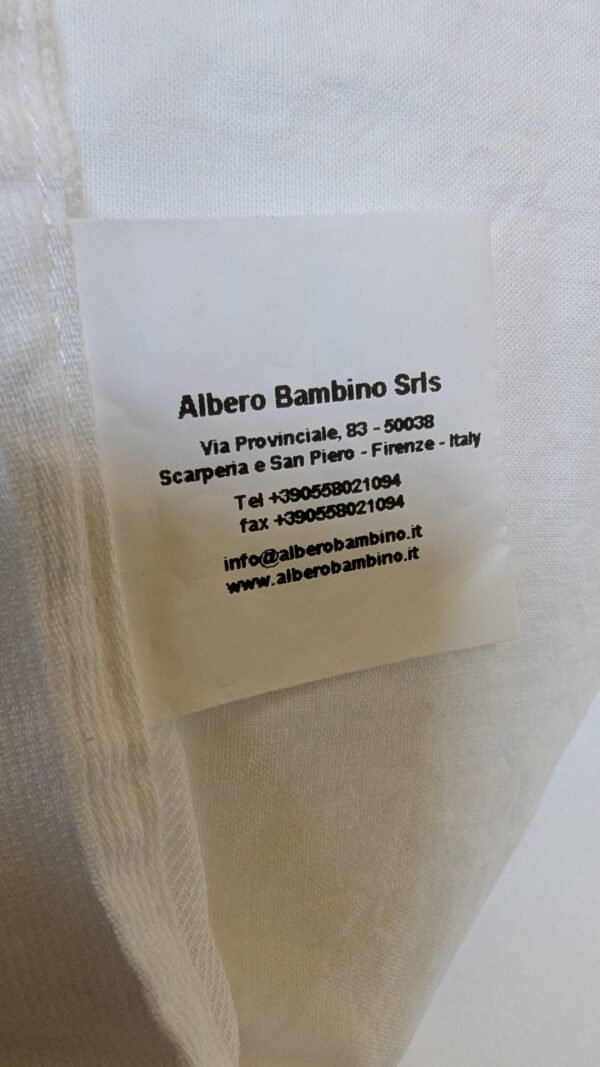 Albero Bambino Srls
Via Provinciale, 83 - 50038
Scarperia e San Piero - Firenze - Italy
Tel +390558021094
fax +390558021094
info@alberobambino.it
www.alberobambino.it